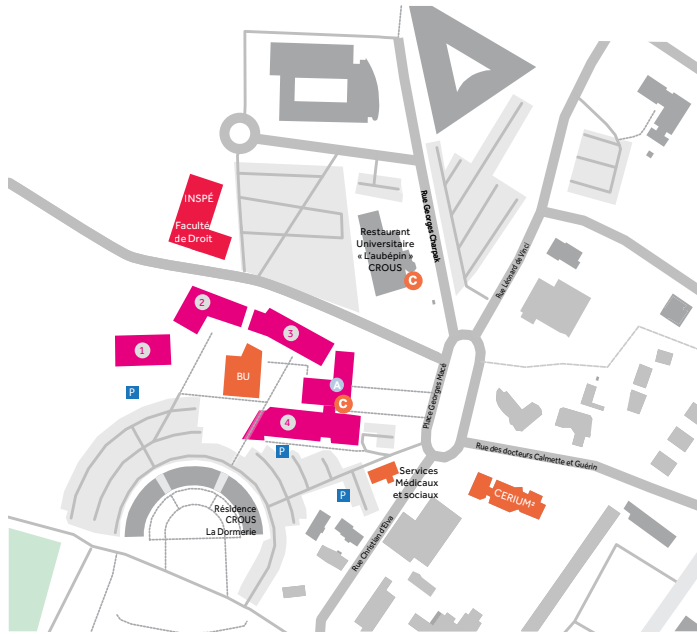 INSPÉ
Faculté
de Droit
Restaurant
Universitaire
« L'aubépin »
CROUS
C
Rue Georges Charpak
Rue Léonard de Vinci
2
3
1
BU
A
C
4
P
P
P
Place Georges Macé
Rue des docteurs Calmette et Guérin
Services
Médicaux
et sociaux
CERIUM²
Résidence
CROUS
La Dormerie
Rue Christian d'Elva